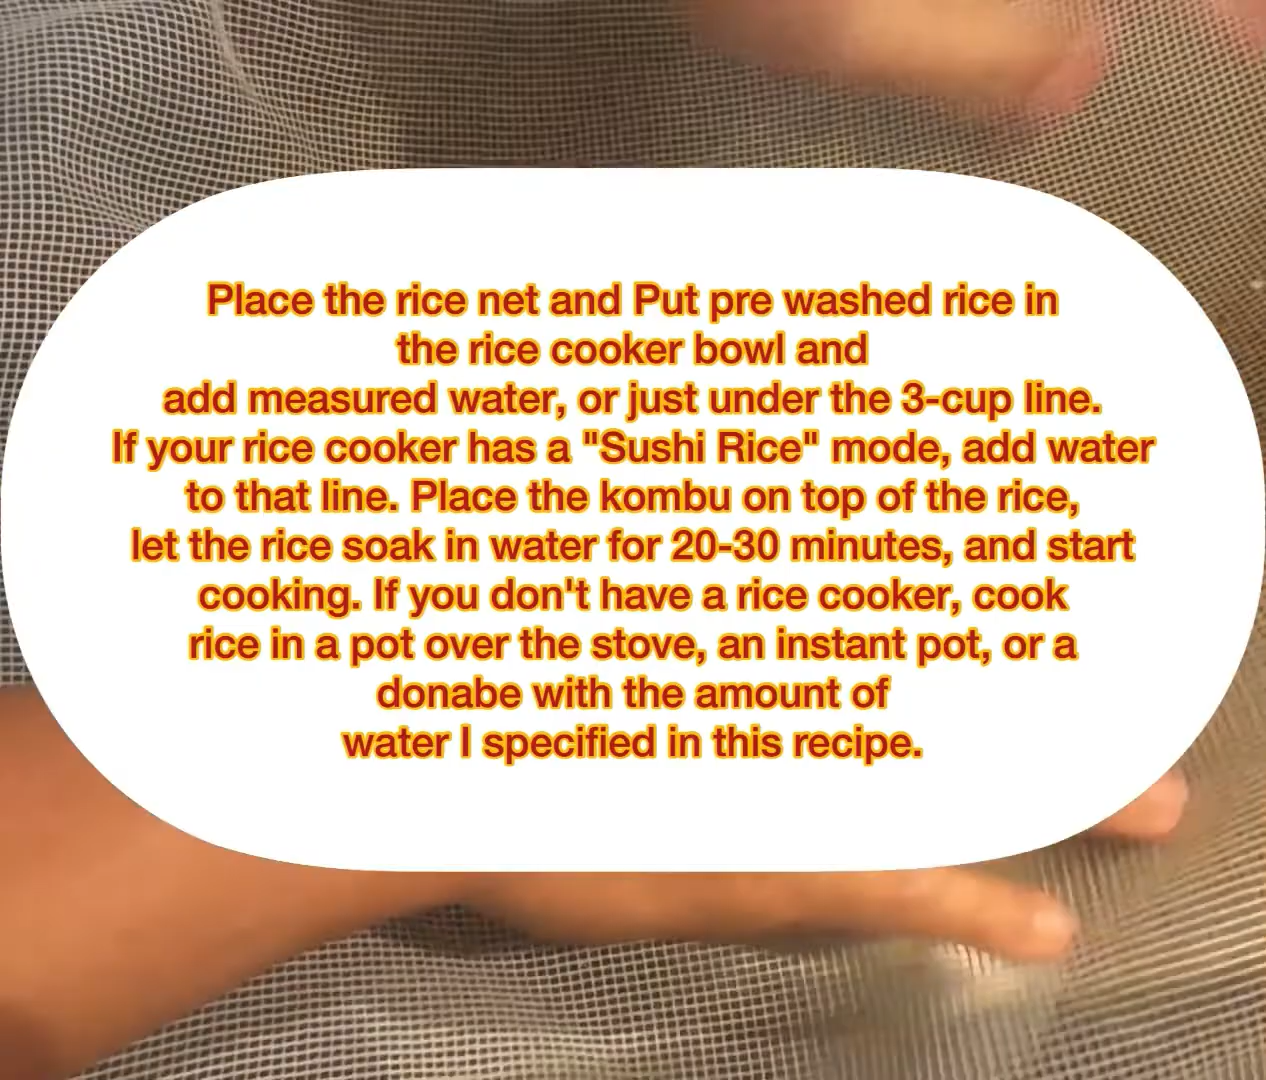 Place the rice net and Put pre washed rice in
the rice cooker bowl and
add measured water, or just under the 3-cup line.
If your rice cooker has a "Sushi Rice" mode, add water
to that line. Place the kombu on top of the rice,
let the rice soak in water for 20-30 minutes, and start
cooking. If you don't have a rice cooker, cook
rice in a pot over the stove, an instant pot, or a
donabe with the amount of
water I specified in this recipe.